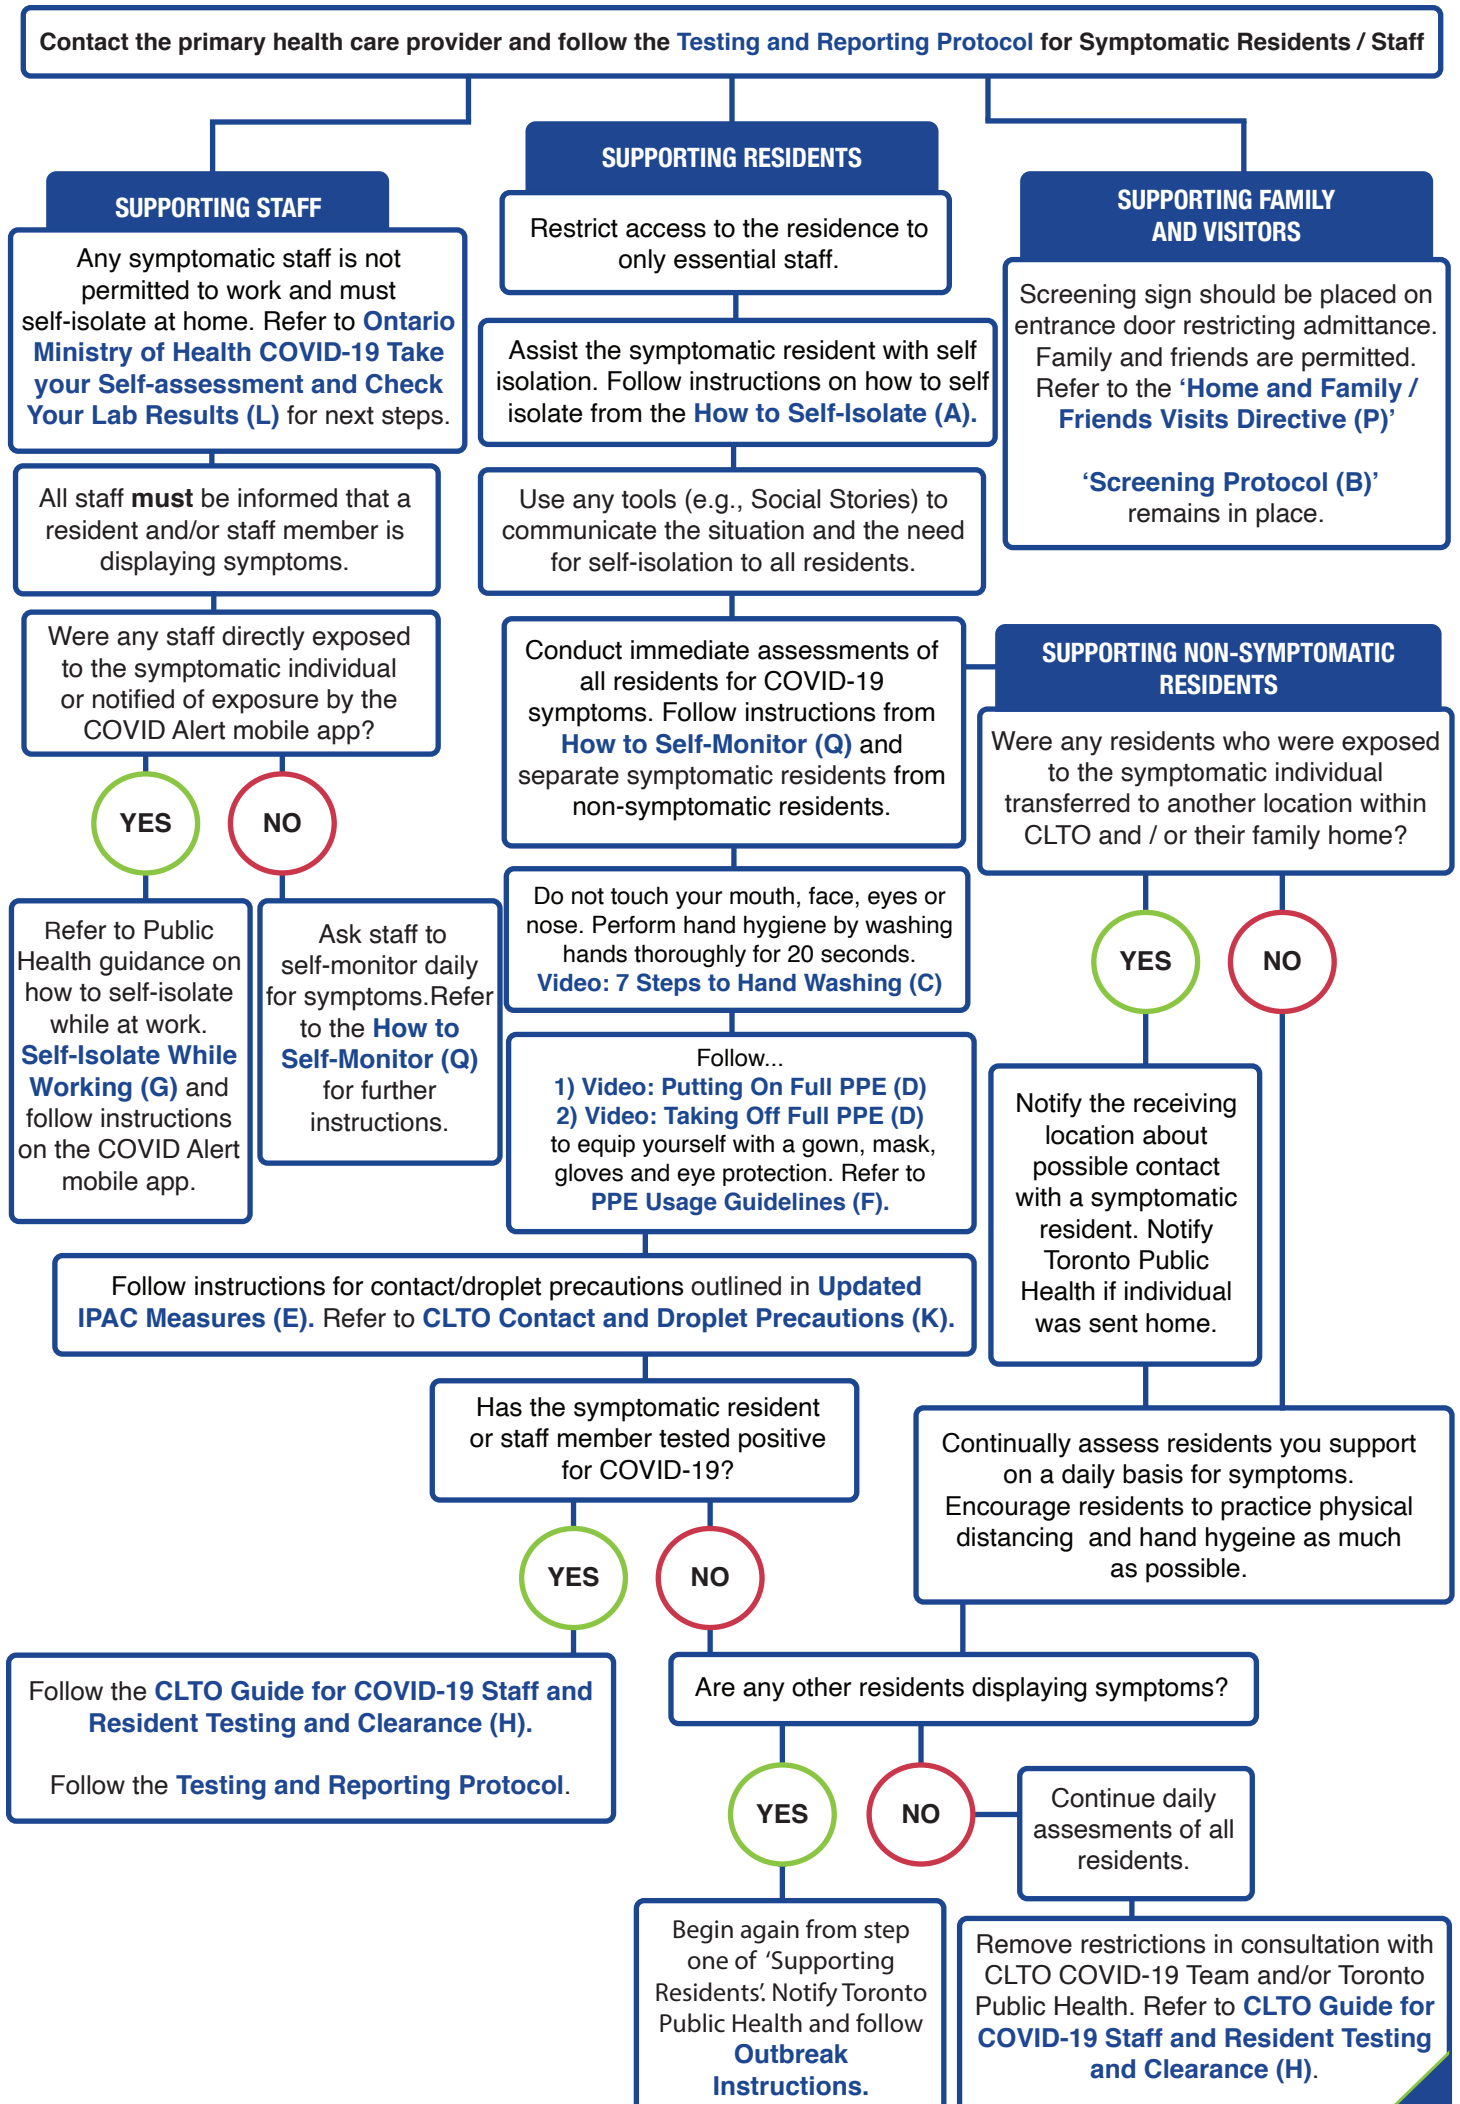 Contact the primary health care provider and follow the Testing and Reporting Protocol for Symptomatic Residents / Staff
SUPPORTING STAFF
Any symptomatic staff is not
permitted to work and must
self-isolate at home. Refer to Ontario
Ministry of Health COVID-19 Take
your Self-assessment and Check
Your Lab Results (L) for next steps.
All staff must be informed that a
resident and/or staff member is
displaying symptoms.
Were any staff directly exposed
to the symptomatic individual
or notified of exposure by the
COVID Alert mobile app?
YES
NO
Refer to Public
Health guidance on
how to self-isolate
while at work.
Self-Isolate While
Working (G) and
follow instructions
on the COVID Alert
mobile app.
Ask staff to
self-monitor daily
for symptoms.Refer
to the How to
Self-Monitor (Q)
for further
instructions.
SUPPORTING RESIDENTS
Restrict access to the residence to
only essential staff.
Assist the symptomatic resident with self
isolation. Follow instructions on how to self
isolate from the How to Self-Isolate (A).
Use any tools (e.g., Social Stories) to
communicate the situation and the need
for self-isolation to all residents.
Conduct immediate assessments of
all residents for COVID-19
symptoms. Follow instructions from
How to Self-Monitor (Q) and
separate symptomatic residents from
non-symptomatic residents.
Do not touch your mouth, face, eyes or
nose. Perform hand hygiene by washing
hands thoroughly for 20 seconds.
Video: 7 Steps to Hand Washing (C)
Follow...
1) Video: Putting On Full PPE (D)
2) Video: Taking Off Full PPE (D)
to equip yourself with a gown, mask,
gloves and eye protection. Refer to
PPE Usage Guidelines (F).
Follow instructions for contact/droplet precautions outlined in Updated
IPAC Measures (E). Refer to CLTO Contact and Droplet Precautions (K).
Has the symptomatic resident
or staff member tested positive
for COVID-19?
YES
NO
Follow the CLTO Guide for COVID-19 Staff and
Resident Testing and Clearance (H).
Follow the Testing and Reporting Protocol.
SUPPORTING FAMILY
AND VISITORS
Screening sign should be placed on
entrance door restricting admittance.
Family and friends are permitted.
Refer to the ‘Home and Family /
Friends Visits Directive (P)’
‘Screening Protocol (B)’
remains in place.
SUPPORTING NON-SYMPTOMATIC
RESIDENTS
Were any residents who were exposed
to the symptomatic individual
transferred to another location within
CLTO and / or their family home?
YES
NO
Notify the receiving
location about
possible contact
with a symptomatic
resident. Notify
Toronto Public
Health if individual
was sent home.
Continually assess residents you support
on a daily basis for symptoms.
Encourage residents to practice physical
distancing and hand hygeine as much
as possible.
Are any other residents displaying symptoms?
YES
NO
Begin again from step
one of ‘Supporting
Residents’. Notify Toronto
Public Health and follow
Outbreak
Instructions.
Continue daily
assesments of all
residents.
Remove restrictions in consultation with
CLTO COVID-19 Team and/or Toronto
Public Health. Refer to CLTO Guide for
COVID-19 Staff and Resident Testing
and Clearance (H).